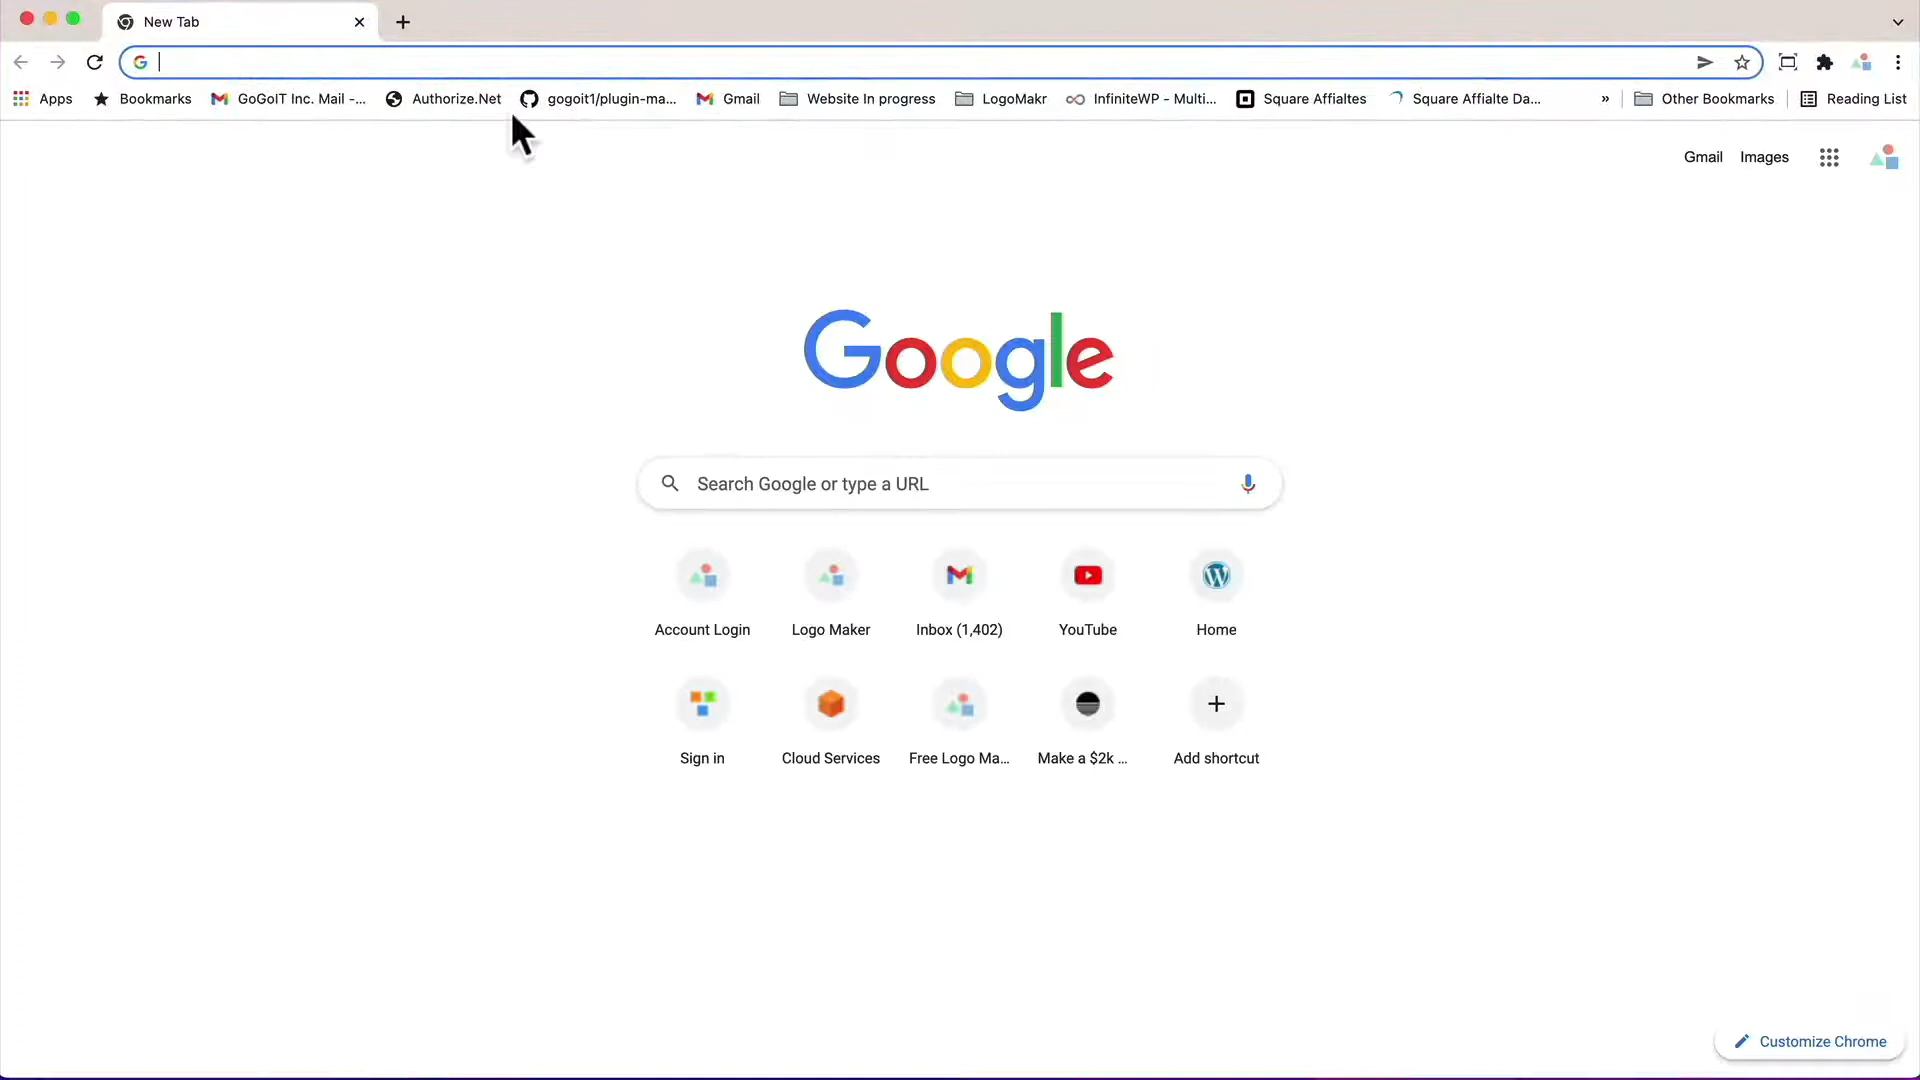 New Tab
Apps Bookmarks GoGoIT Inc. Mail -... Authorize.Net gogoit1/plugin-ma... Gmail Website In progress LogoMakr InfiniteWP - Multi... Square Affialtes Square Affialte Da... » Other Bookmarks Reading List
Gmail Images
Google
Search Google or type a URL
Account Login Logo Maker Inbox (1,402) YouTube Home
Sign in Cloud Services Free Logo Ma... Make a $2k ... Add shortcut
Customize Chrome